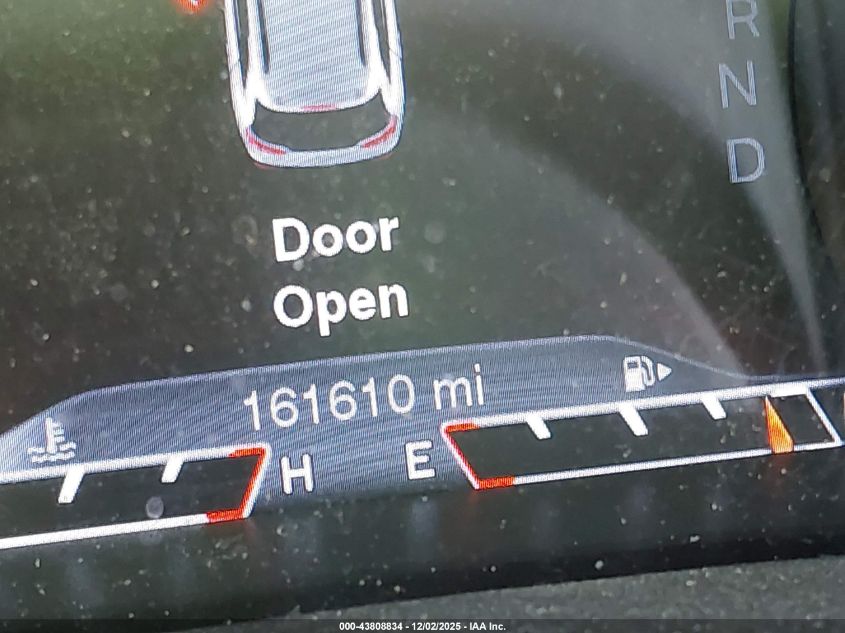 R
N
D
Door
Open
161610 mi
H E
000-43808834 - 12/02/2025 - IAA Inc.